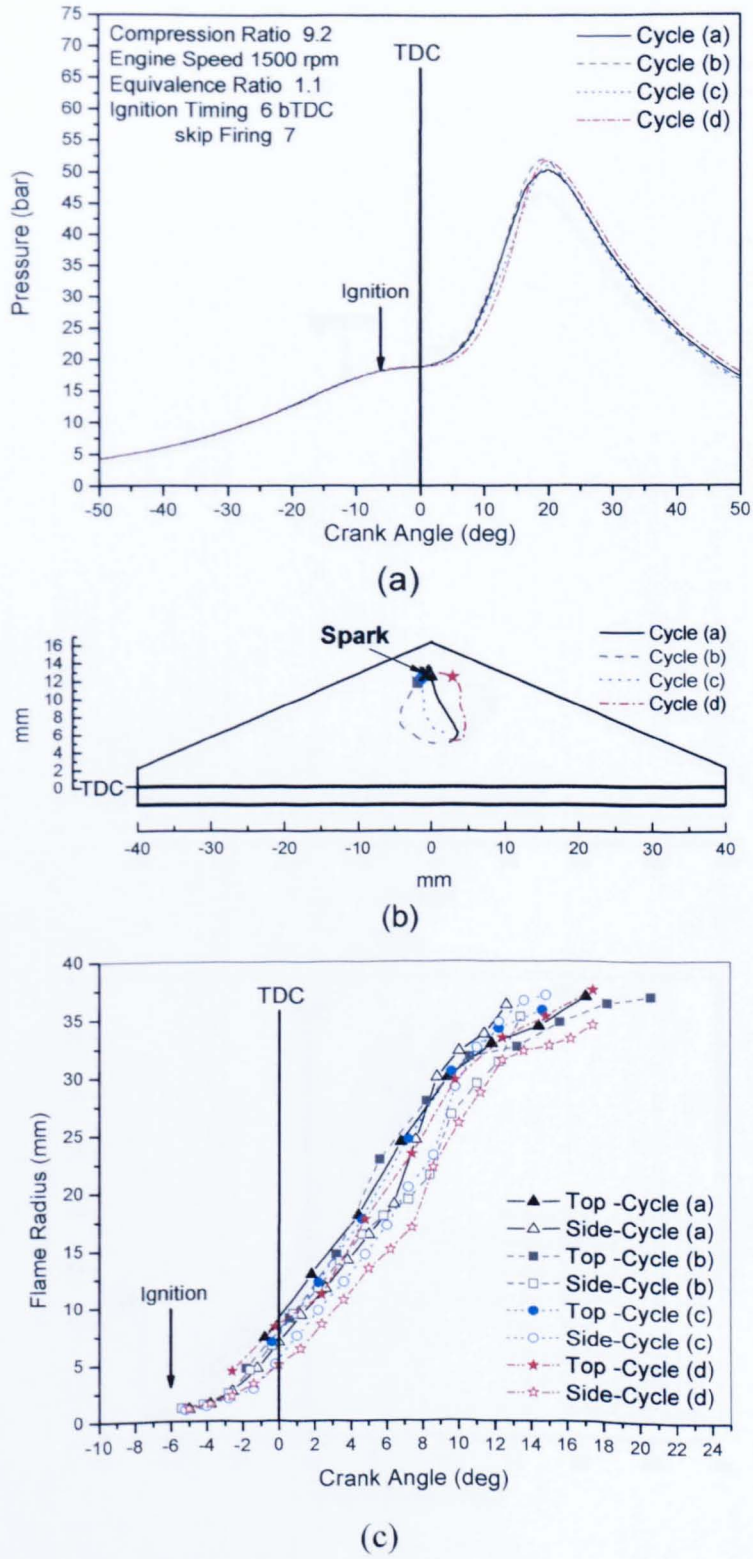 75
70
65
60
55
50
45
40
35
30
25
20
15
10
5
0
Pressure (bar)
Compression Ratio 9.2
Engine Speed 1500 rpm
Equivalence Ratio 1.1
Ignition Timing 6 bTDC
skip Firing 7
TDC
Cycle (a)
Cycle (b)
Cycle (c)
Cycle (d)
Ignition
-50 -40 -30 -20 -10 0 10 20 30 40 50
Crank Angle (deg)
(a)
16
14
12
10
8
6
4
2
0
mm
Spark
Cycle (a)
Cycle (b)
Cycle (c)
Cycle (d)
TDC
-40 -30 -20 -10 0 10 20 30 40
mm
(b)
40
35
30
25
20
15
10
5
0
Flame Radius (mm)
TDC
Ignition
Top -Cycle (a)
Side-Cycle (a)
Top -Cycle (b)
Side-Cycle (b)
Top -Cycle (c)
Side-Cycle (c)
Top -Cycle (d)
Side-Cycle (d)
-10 -8 -6 -4 -2 0 2 4 6 8 10 12 14 16 18 20 22 24
Crank Angle (deg)
(c)